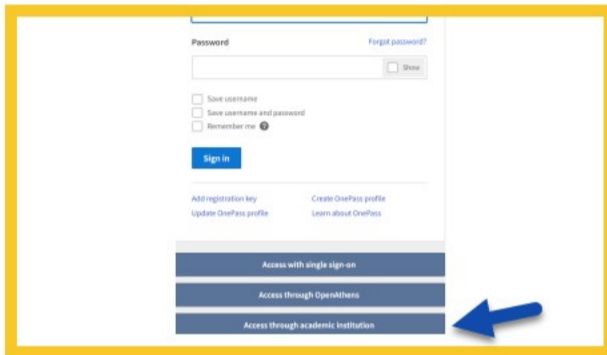 Password Forgot password?
Show
Save username
Save username and password
Remember me ?
Sign in
Add registration key Create OnePass profile
Update OnePass profile Learn about OnePass
Access with single sign-on
Access through OpenAthens
Access through academic institution